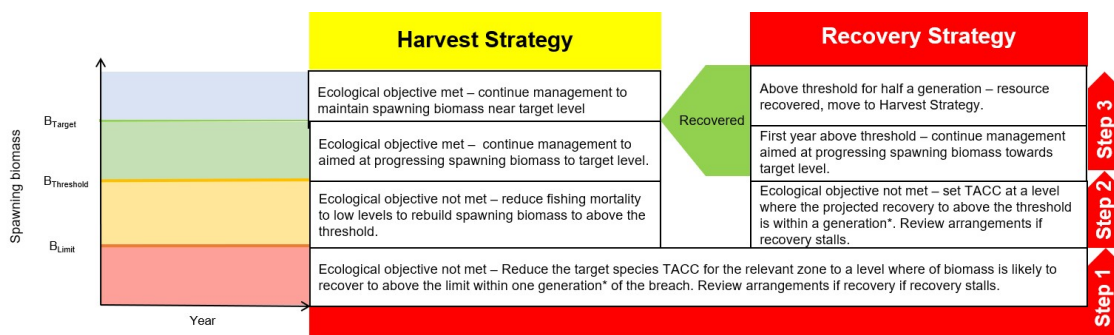 Harvest Strategy
Recovery Strategy
Spawning biomass
B_Target
B_Threshold
B_Limit
Year
Ecological objective met – continue management to
maintain spawning biomass near target level
Ecological objective met –  continue management to
aimed at progressing spawning biomass to target level.
Ecological objective not met – reduce fishing mortality
to low levels to rebuild spawning biomass to above the
threshold.
Recovered
Above threshold for half a generation – resource
recovered, move to Harvest Strategy.
First year above threshold – continue management
aimed at progressing spawning biomass towards
target level.
Ecological objective not met – set TACC at a level
where the projected recovery to above the threshold
is within a generation*. Review arrangements if
recovery stalls.
Ecological objective not met – Reduce the target species TACC for the relevant zone to a level where of biomass is likely to
recover to above the limit within one generation* of the breach. Review arrangements if recovery if recovery stalls.
Step 3
Step 2
Step 1